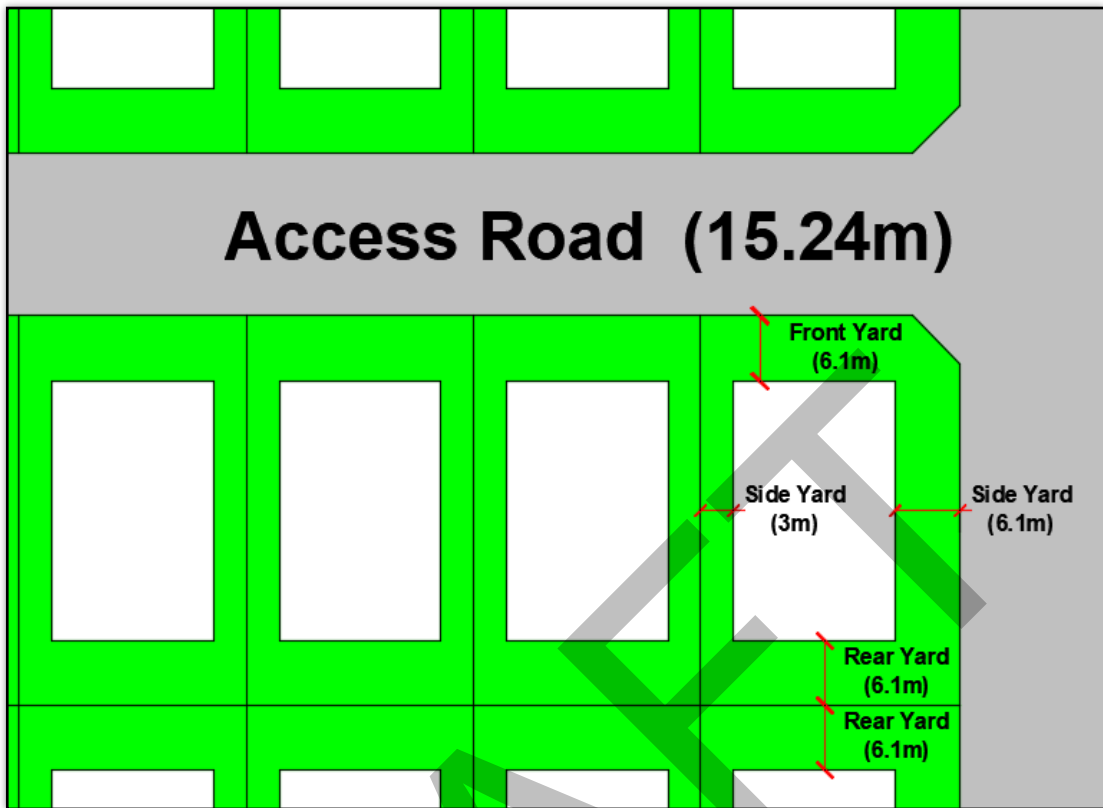 Access Road (15.24m)
Front Yard
(6.1m)
Side Yard
(3m)
Side Yard
(6.1m)
Rear Yard
(6.1m)
Rear Yard
(6.1m)